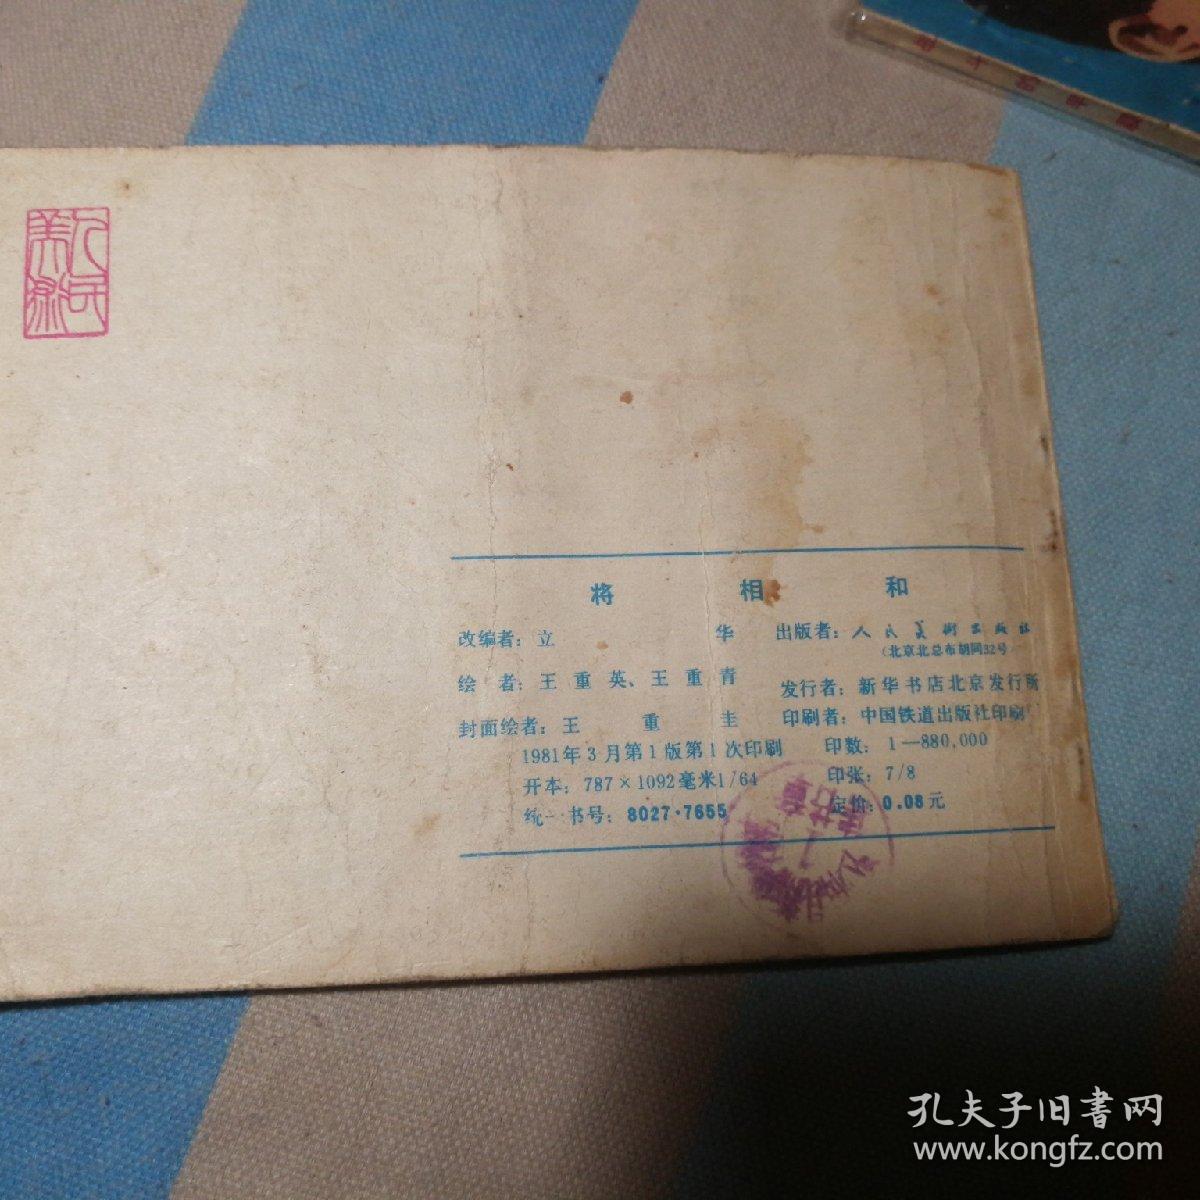 人民
美术
将 相 和
改编者：立 华
绘 者：王重英、王重青
封面绘者：王 重 圭
出版者：人民美術出版社
（北京北总布胡同32号
发行者：新华书店北京发行所
印刷者：中国铁道出版社印刷厂
1981年3月第1版第1次印刷 印数：1—880,000
开本：787×1092毫米1/64 印张：7/8
统一书号：8027·7655 定价：0.08元
孔夫子旧書网
www.kongfz.com